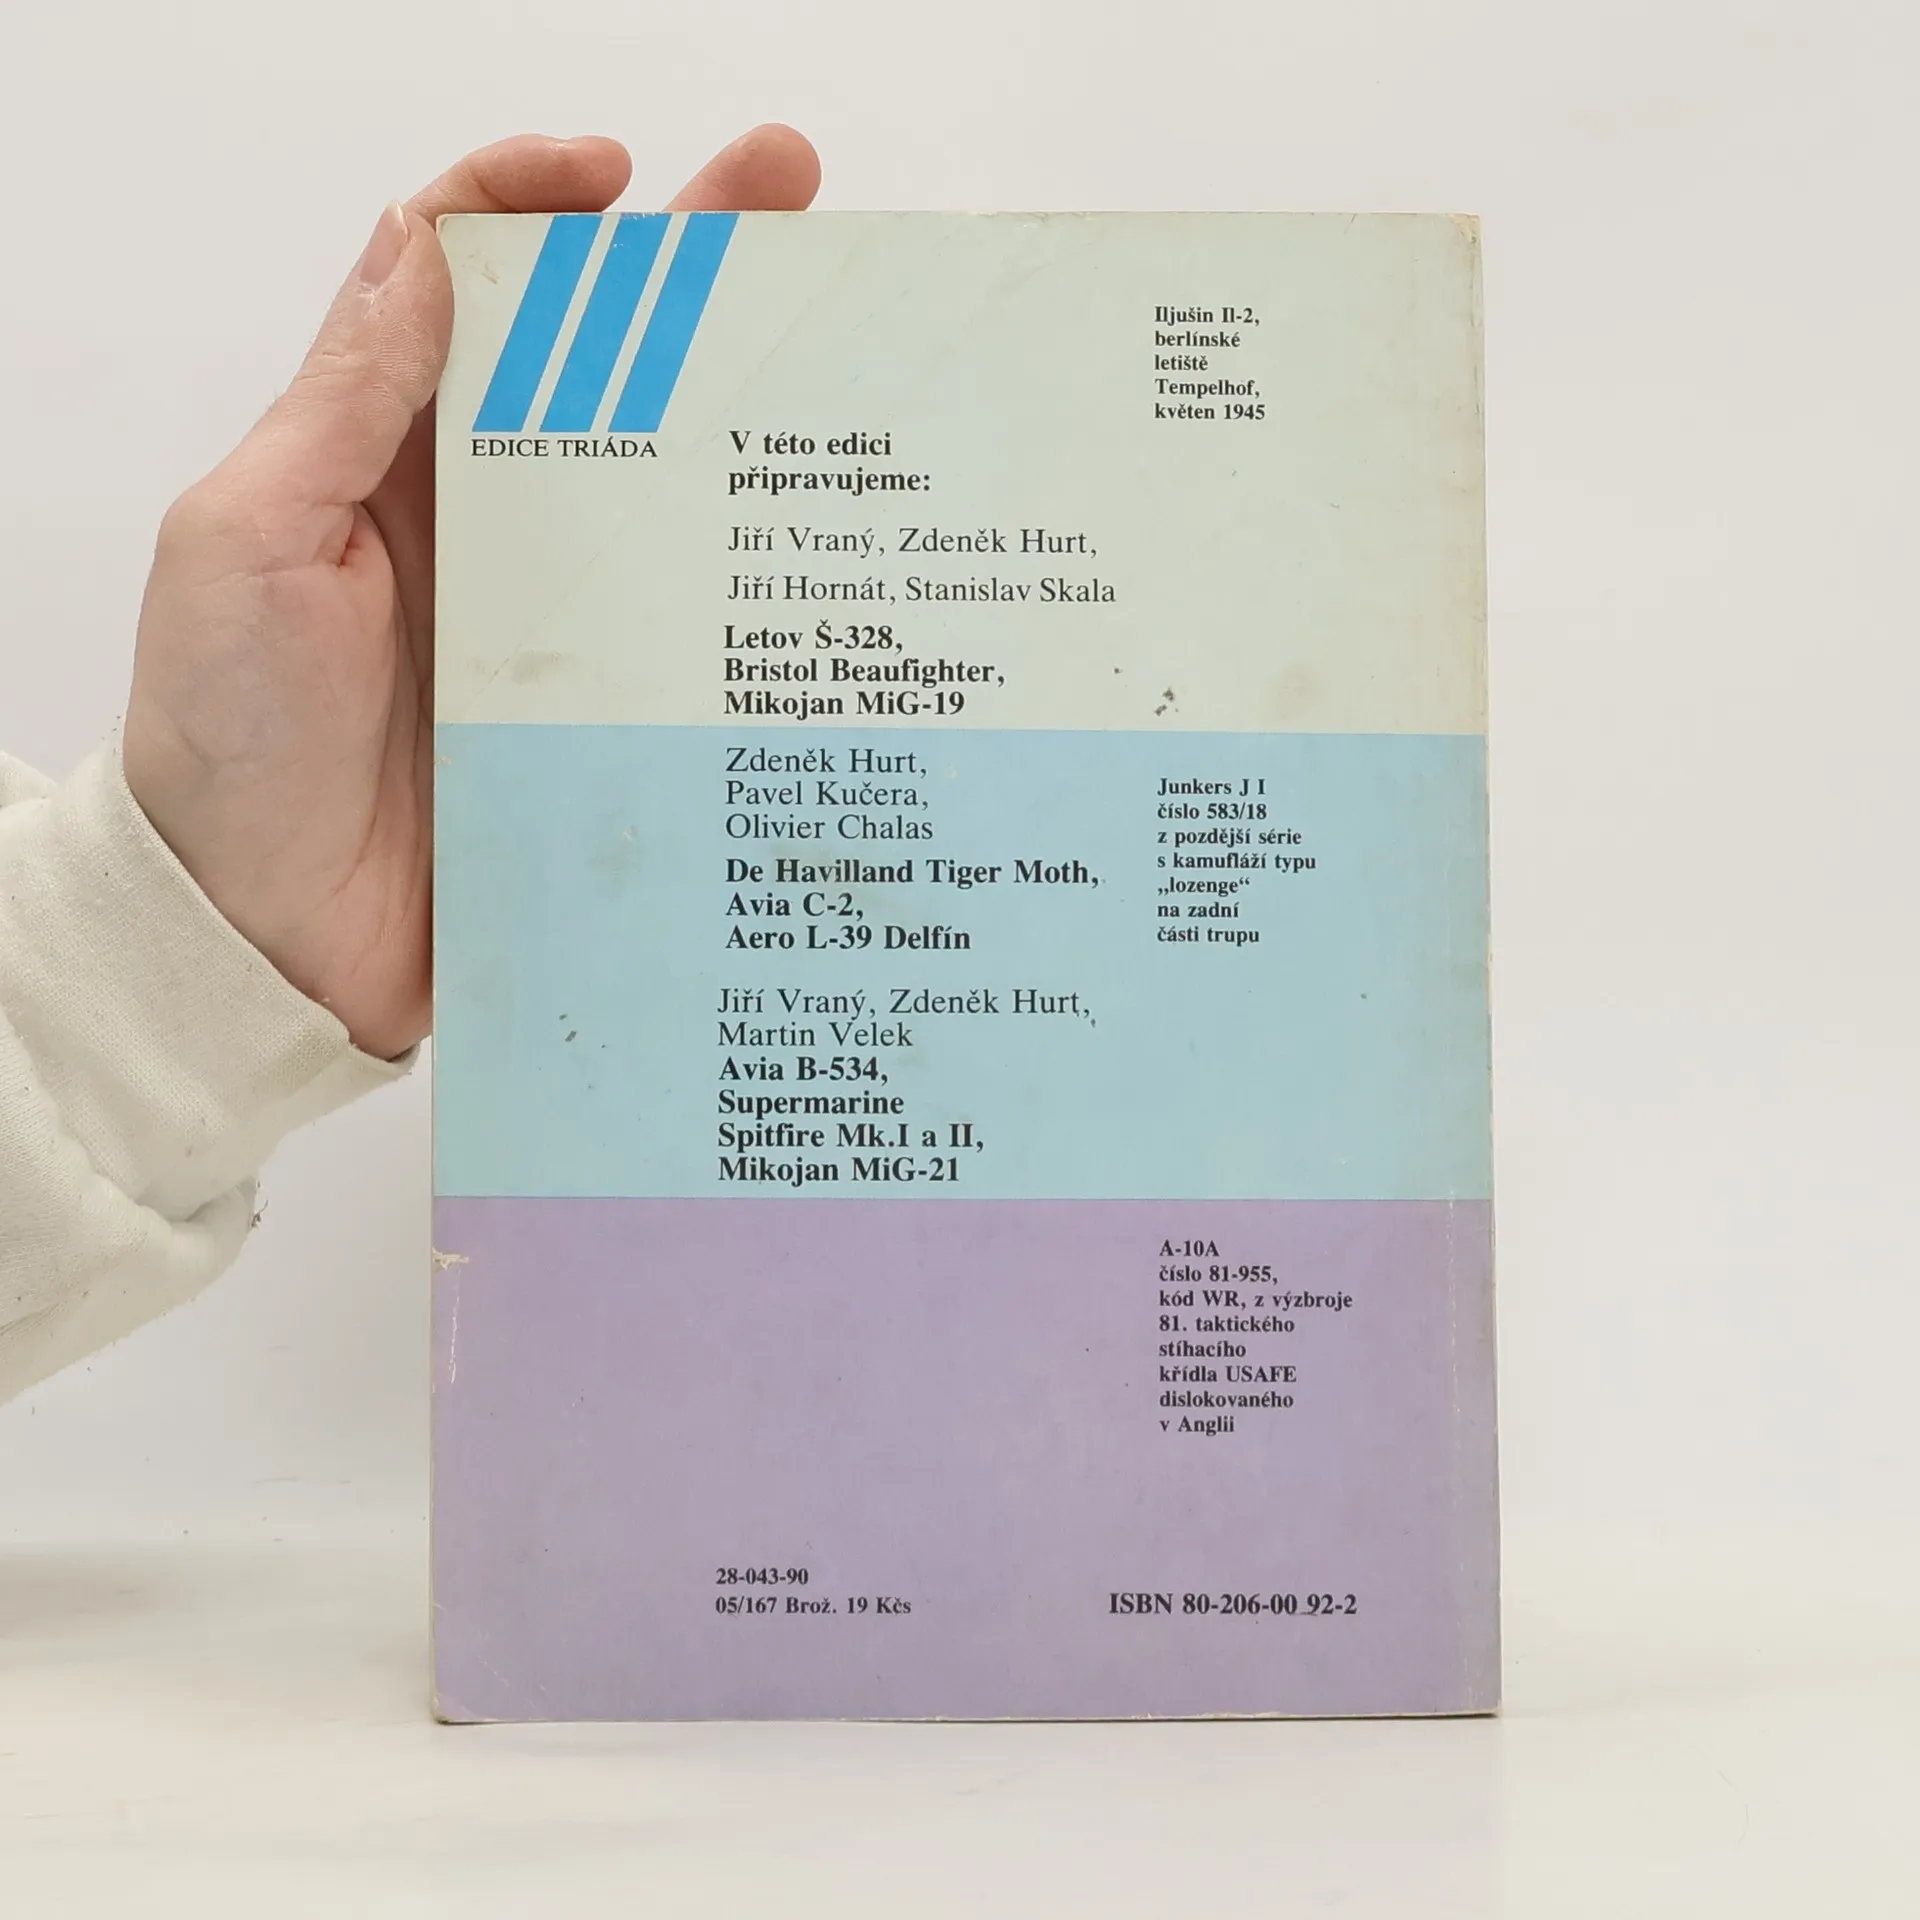 EDICE TRIÁDA
V této edici
připravujeme:
Jiří Vraný, Zdeněk Hurt,
Jiří Hornát, Stanislav Skala
Letov Š-328,
Bristol Beaufighter,
Mikojan MiG-19
Iljušin Il-2,
berlínské
letiště
Tempelhof,
květen 1945
Zdeněk Hurt,
Pavel Kučera,
Olivier Chalas
De Havilland Tiger Moth,
Avia C-2,
Aero L-39 Delfín
Jiří Vraný, Zdeněk Hurt,
Martin Velek
Avia B-534,
Supermarine
Spitfire Mk.I a II,
Mikojan MiG-21
Junkers J I
číslo 583/18
z pozdější série
s kamufláží typu
„lozenge“
na zadní
části trupu
A-10A
číslo 81-955,
kód WR, z výzbroje
81. taktického
stíhacího
křídla USAFE
dislokovaného
v Anglii
28-043-90
05/167 Brož. 19 Kčs
ISBN 80-206-00 92-2